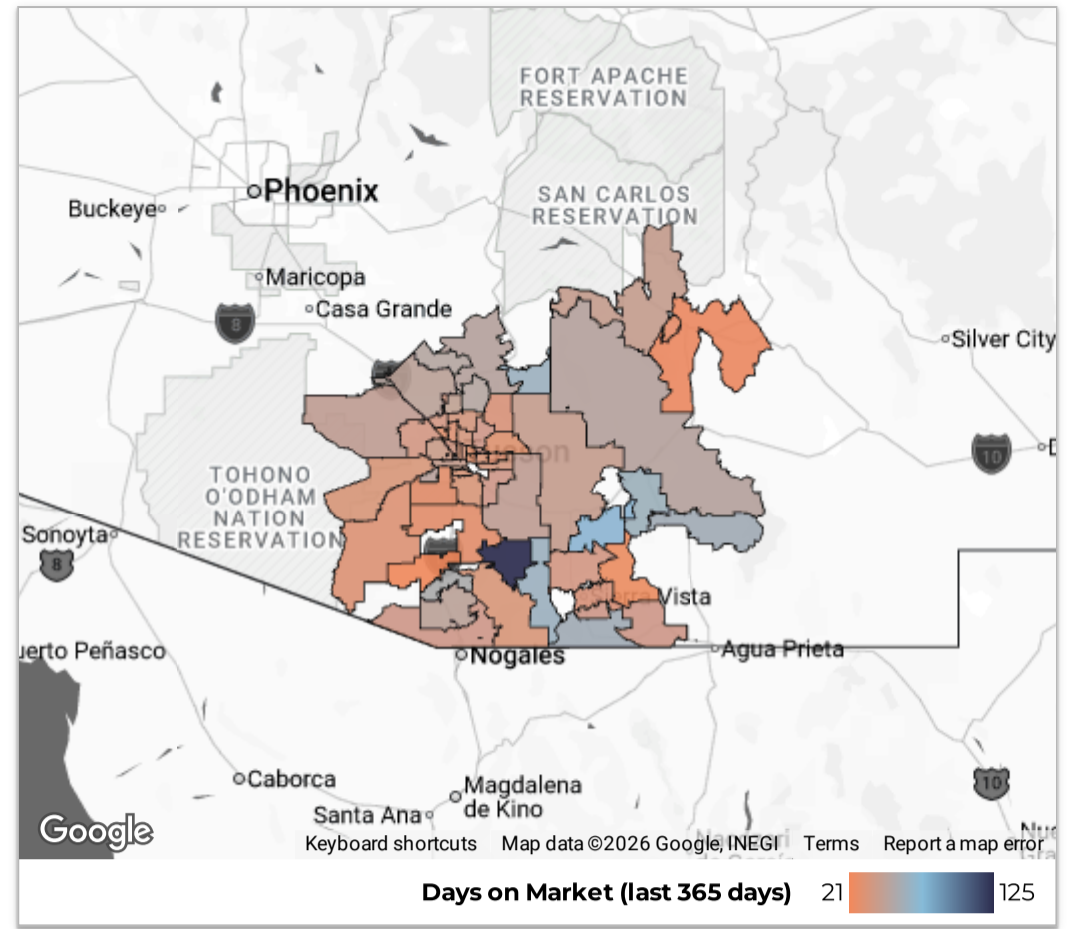 FORT APACHE
RESERVATION
SAN CARLOS
RESERVATION
Phoenix
Buckeye
Maricopa
Casa Grande
8
Silver City
10
TOHONO
O'ODHAM
NATION
RESERVATION
Sonoyta
8
Vista
uerto Peñasco
Nogales
Agua Prieta
Caborca
Magdalena
de Kino
Santa Ana
10
Google
Keyboard shortcuts
Map data ©2026 Google, INEGI
Terms
Report a map error
Days on Market (last 365 days)
21
125